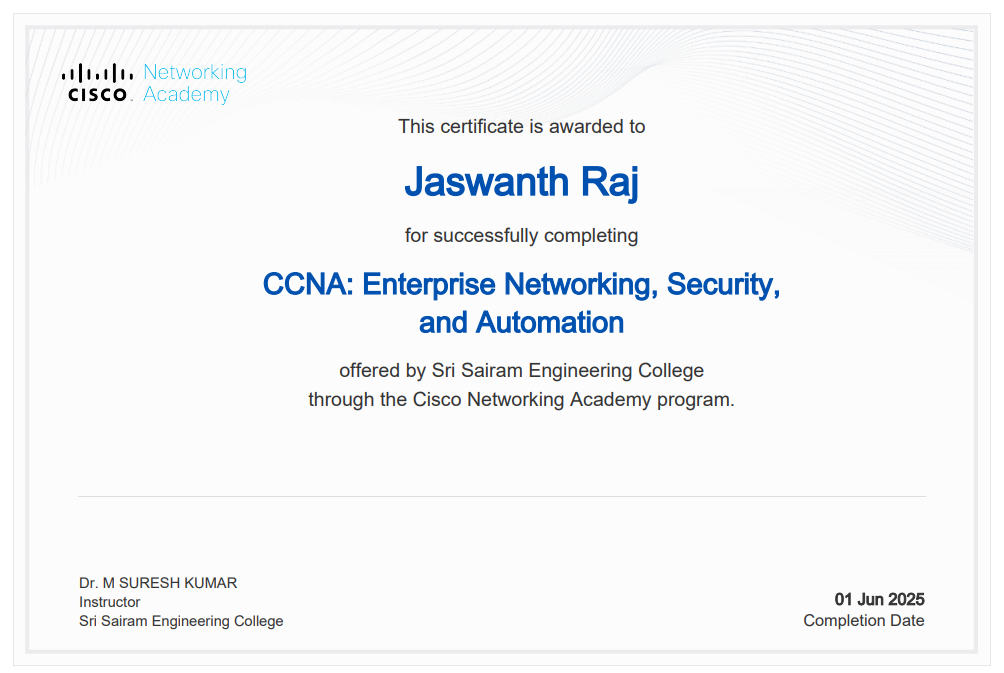 Networking
CISCO. Academy
This certificate is awarded to
Jaswanth Raj
for successfully completing
CCNA: Enterprise Networking, Security,
and Automation
offered by Sri Sairam Engineering College
through the Cisco Networking Academy program.
Dr. M SURESH KUMAR
Instructor
Sri Sairam Engineering College
01 Jun 2025
Completion Date